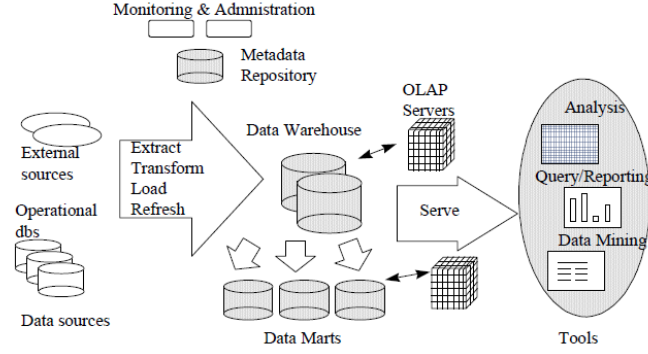 Monitoring & Admnistration
Metadata
Repository
OLAP
Servers
Analysis
Data Warehouse
External
sources
Extract
Transform
Load
Refresh
Query/Reporting
Operational
dbs
Serve
Data Mining
Data sources
Data Marts
Tools